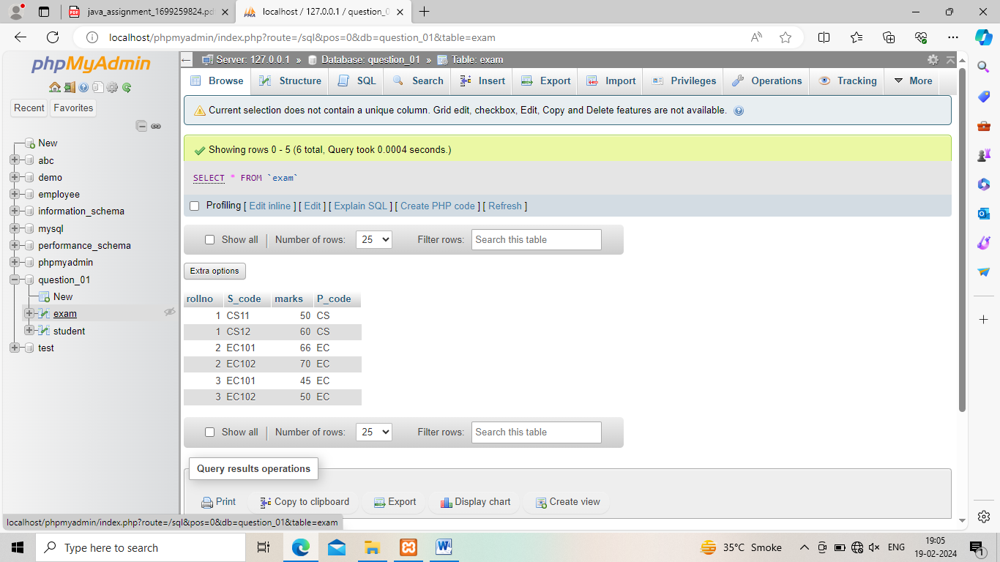 java_assignment_1699259824.pd
localhost / 127.0.0.1 / question_0
localhost/phpmyadmin/index.php?route=/sql&pos=0&db=question_01&table=exam
phpMyAdmin
Recent Favorites
New
abc
demo
employee
information_schema
mysql
performance_schema
phpmyadmin
question_01
New
exam
student
test
Server: 127.0.0.1 » Database: question_01 » Table: exam
Browse Structure SQL Search Insert Export Import Privileges Operations Tracking More
Current selection does not contain a unique column. Grid edit, checkbox, Edit, Copy and Delete features are not available.
Showing rows 0 - 5 (6 total, Query took 0.0004 seconds.)
SELECT * FROM `exam`
Profiling [ Edit inline ] [ Edit ] [ Explain SQL ] [ Create PHP code ] [ Refresh ]
Show all Number of rows: 25 Filter rows: Search this table
Extra options
rollno S_code marks P_code
1 CS11 50 CS
1 CS12 60 CS
2 EC101 66 EC
2 EC102 70 EC
3 EC101 45 EC
3 EC102 50 EC
Show all Number of rows: 25 Filter rows: Search this table
Query results operations
Print Copy to clipboard Export Display chart Create view
localhost/phpmyadmin/index.php?route=/sql&pos=0&db=question_01&table=exam
Type here to search
35°C Smoke
ENG
19:05
19-02-2024
1